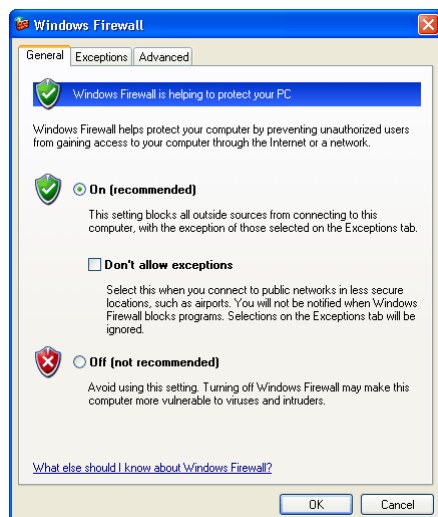 Windows Firewall
General Exceptions Advanced
Windows Firewall is helping to protect your PC
Windows Firewall helps protect your computer by preventing unauthorized users
from gaining access to your computer through the Internet or a network.
On (recommended)
This setting blocks all outside sources from connecting to this
computer, with the exception of those selected on the Exceptions tab.
Don't allow exceptions
Select this when you connect to public networks in less secure
locations, such as airports. You will not be notified when Windows
Firewall blocks programs. Selections on the Exceptions tab will be
ignored.
Off (not recommended)
Avoid using this setting. Turning off Windows Firewall may make this
computer more vulnerable to viruses and intruders.
What else should I know about Windows Firewall?
OK Cancel